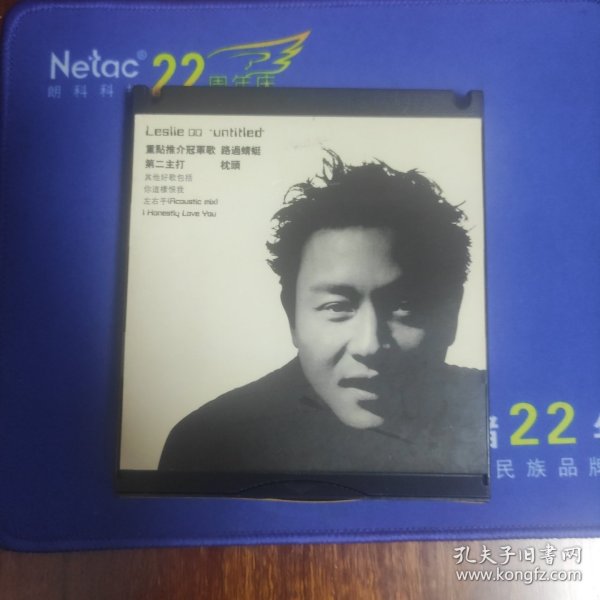 Netac®
22
朗科科
周年庆
Leslie □□ "untitled"
重點推介冠軍歌 路過蜻蜓
第二主打 枕頭
其他好歌包括
你這樣恨我
左右手(Acoustic mix)
I Honestly Love You
22
民族品牌
孔夫子旧书网
www.kongfz.com